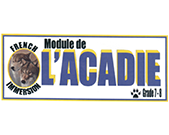 FRENCH
IMMERSION
Module de
L'ACADIE
Grade 7-8